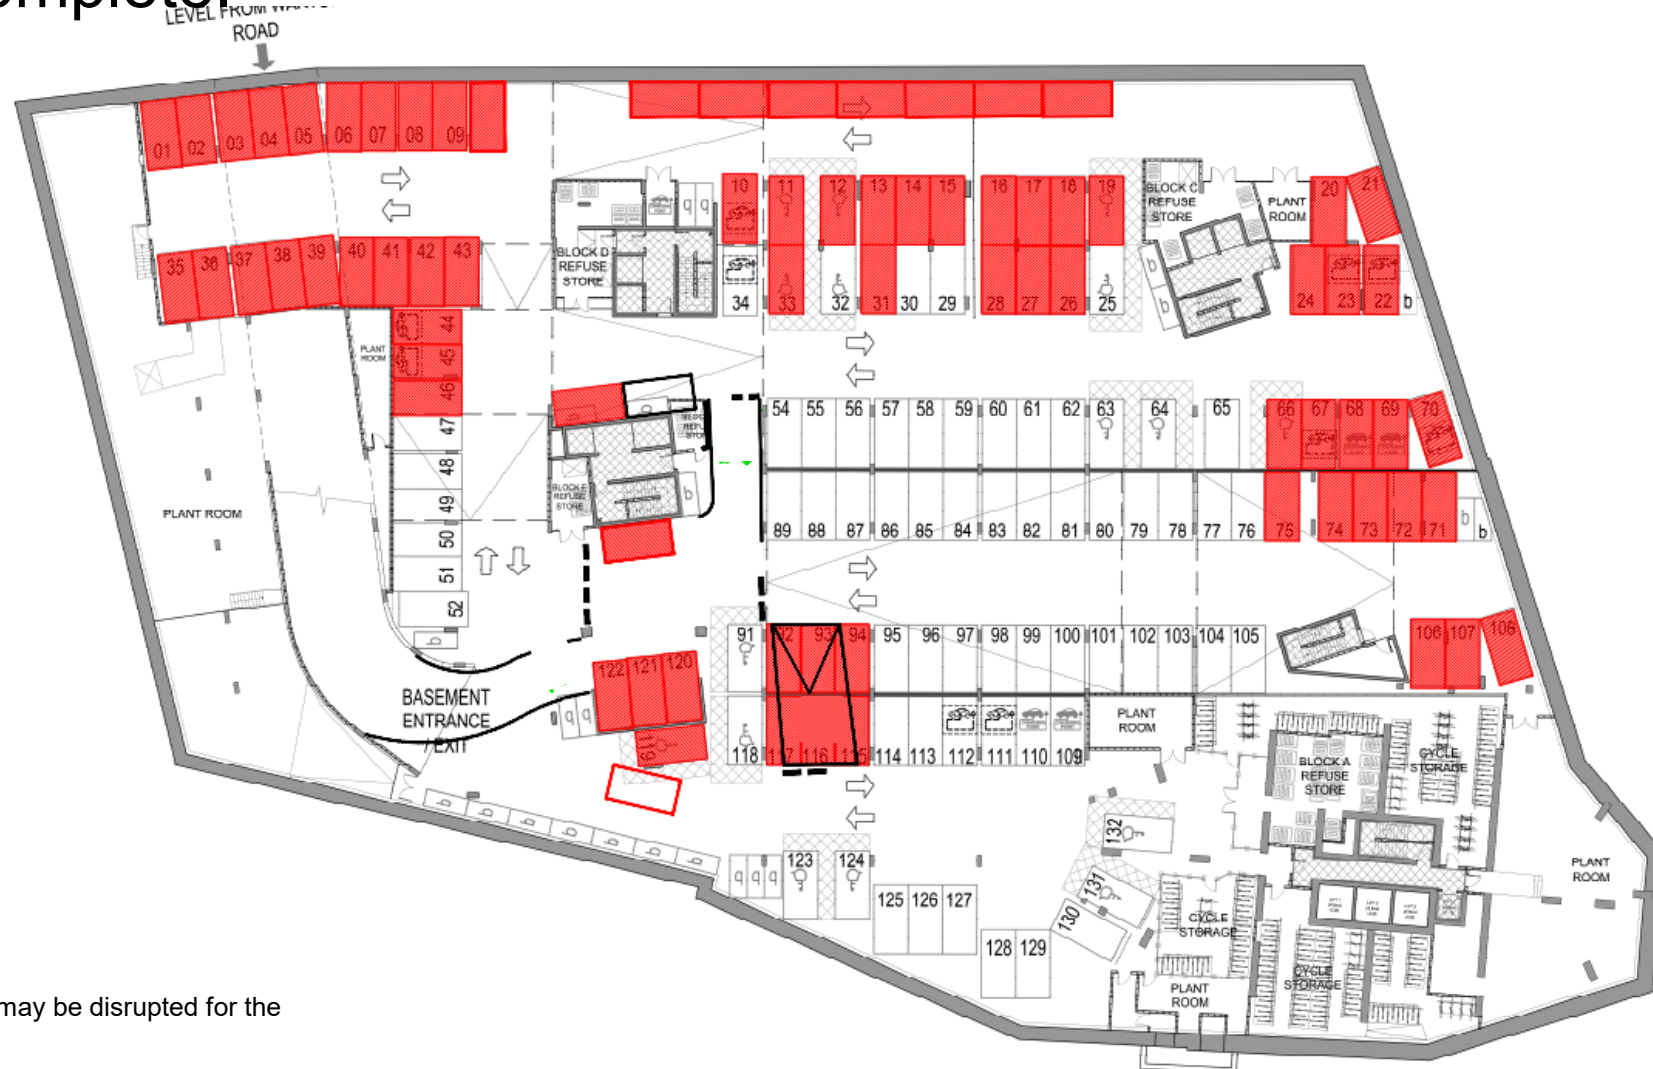 LEVEL FROM
ROAD
01 02 03 04 05 06 07 08 09
10 11 12 13 14 15 16 17 18 19 20 21
BLOCK C
REFUSE
STORE
PLANT
ROOM
35 36 37 38 39 40 41 42 43
BLOCK D
REFUSE
STORE
34 33 32 31 30 29 28 27 26 25 24 23 22 b
44
45
46
47
48
49
50
51
52
PLANT
ROOM
54 55 56 57 58 59 60 61 62 63 64 65 66 67 68 69 70
BLOCK E
REFUSE
STORE
PLANT ROOM
89 88 87 86 85 84 83 82 81 80 79 78 77 76 75 74 73 72 71 b
91 92 93 94 95 96 97 98 99 100 101 102 103 104 105 106 107 108
122 121 120
119
BASEMENT
ENTRANCE
/ EXIT
118 117 116 115 114 113 112 111 110 109
PLANT
ROOM
BLOCK A
REFUSE
STORE
CYCLE
STORAGE
132
131
130
123 124
125 126 127
128 129
CYCLE
STORAGE
CYCLE
STORAGE
PLANT
ROOM
PLANT
ROOM
may be disrupted for the